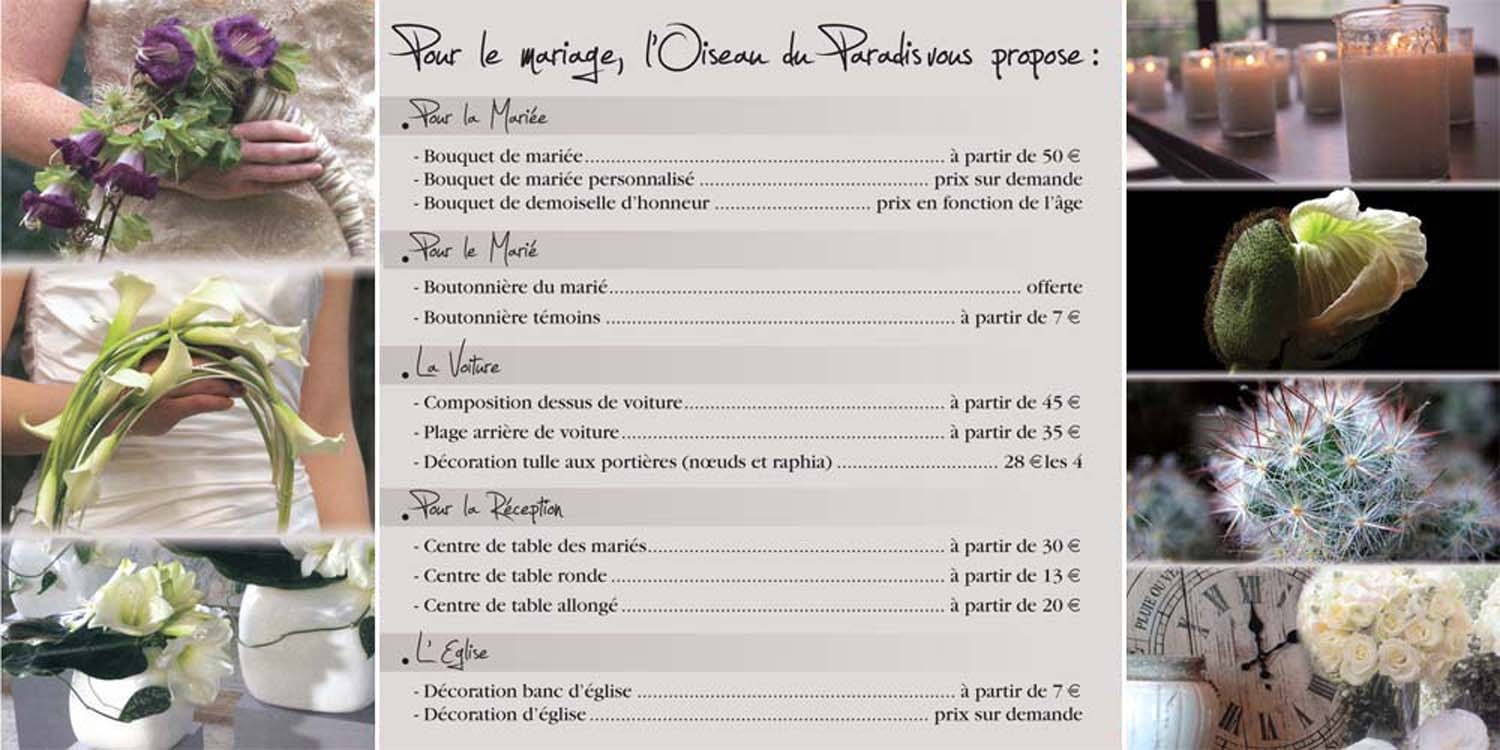 Pour le mariage, l'Oiseau du Paradis vous propose :
• Pour la Mariée
- Bouquet de mariée........ à partir de 50 €
- Bouquet de mariée personnalisé ........ prix sur demande
- Bouquet de demoiselle d'honneur ........ prix en fonction de l'âge
• Pour le Marié
- Boutonnière du marié........ offerte
- Boutonnière témoins ........ à partir de 7 €
• La Voiture
- Composition dessus de voiture........ à partir de 45 €
- Plage arrière de voiture........ à partir de 35 €
- Décoration tulle aux portières (nœuds et raphia) ........ 28 €les 4
• Pour la Réception
- Centre de table des mariés........ à partir de 30 €
- Centre de table ronde ........ à partir de 13 €
- Centre de table allongé ........ à partir de 20 €
• L'Eglise
- Décoration banc d'église ........ à partir de 7 €
- Décoration d'église ........ prix sur demande
PLUIE OU VE